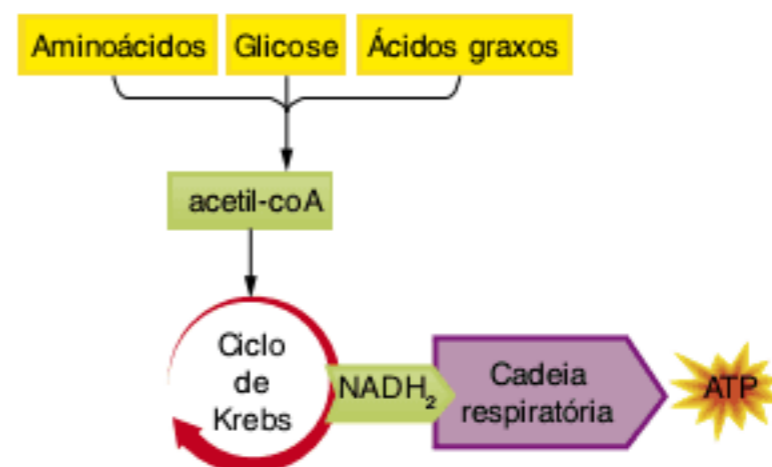 Aminoácidos Glicose Ácidos graxos
acetil-coA
Ciclo
de
Krebs
NADH₂
Cadeia
respiratória
ATP